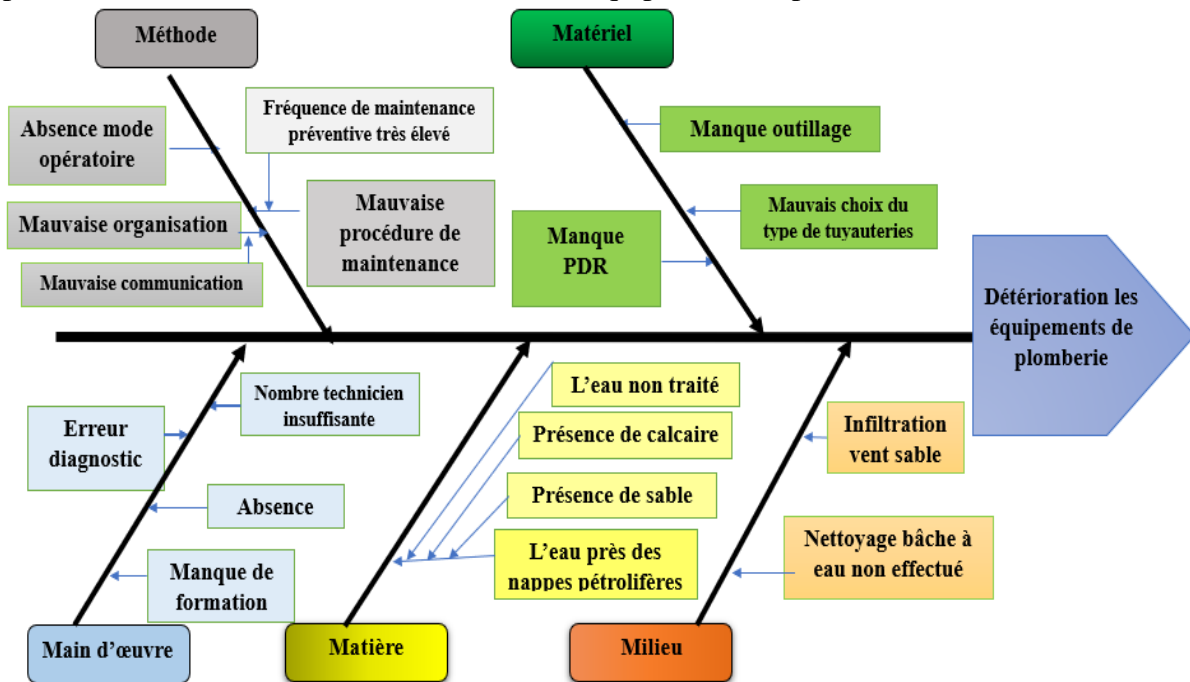 Méthode
Matériel
Fréquence de maintenance
préventive très élevé
Absence mode
opératoire
Manque outillage
Mauvaise
procédure de
maintenance
Mauvais choix du
type de tuyauteries
Mauvaise organisation
Manque
PDR
Mauvaise communication
Détérioration les
équipements de
plomberie
Nombre technicien
insuffisante
L'eau non traité
Erreur
diagnostic
Présence de calcaire
Infiltration
vent sable
Absence
Présence de sable
Nettoyage bâche à
eau non effectué
L'eau près des
nappes pétrolifères
Manque de
formation
Main d'œuvre
Matière
Milieu